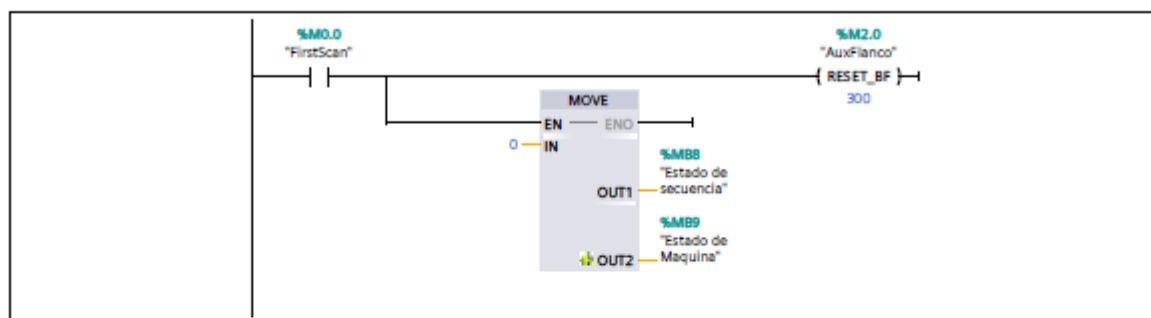 %M0.0
"FirstScan"
%M2.0
"AuxFlanco"
RESET_BF
300
MOVE
EN
ENO
0
IN
%MB8
"Estado de
secuencia"
OUT1
%MB9
"Estado de
Maquina"
OUT2